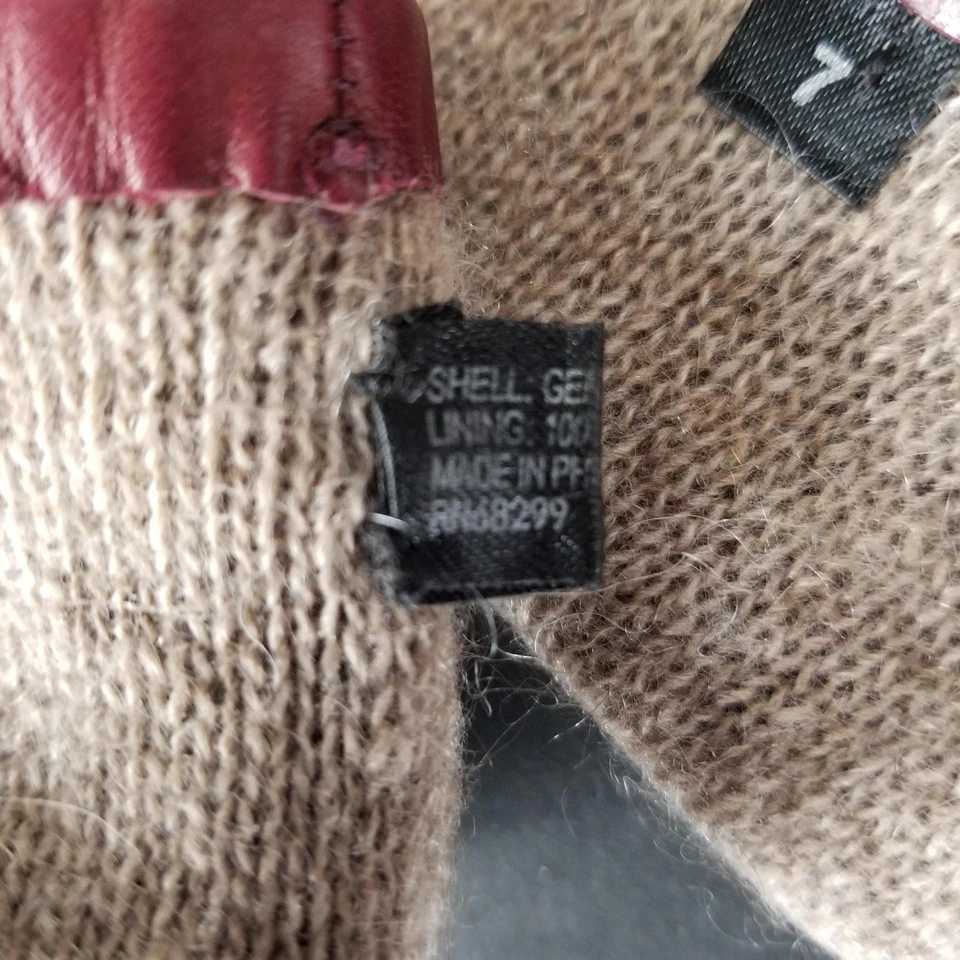 7
SHELL: GE
LINING: 100
MADE IN PH
RN68299